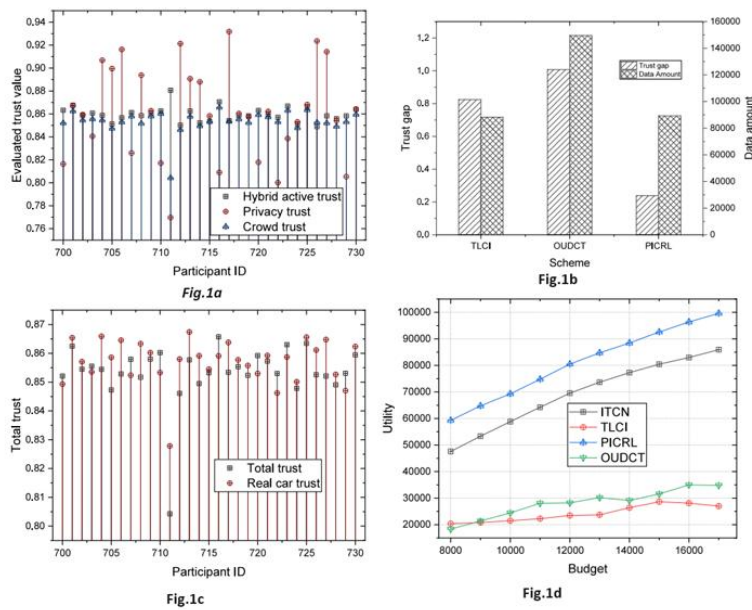 0,94
0,92
0,90
0,88
0,86
0,84
0,82
0,80
0,78
0,76
Evaluated trust value
Hybrid active trust
Privacy trust
Crowd trust
700 705 710 715 720 725 730
Participant ID
Fig.1a
1,2
1,0
0,8
0,6
0,4
0,2
0,0
Trust gap
Trust gap
Data Amount
160000
140000
120000
100000
80000
60000
40000
20000
0
Data amount
TLCI OUDCT PICRL
Scheme
Fig.1b
0,87
0,86
0,85
0,84
0,83
0,82
0,81
0,80
Total trust
Total trust
Real car trust
700 705 710 715 720 725 730
Participant ID
Fig.1c
100000
90000
80000
70000
60000
50000
40000
30000
20000
Utility
ITCN
TLCI
PICRL
OUDCT
8000 10000 12000 14000 16000
Budget
Fig.1d